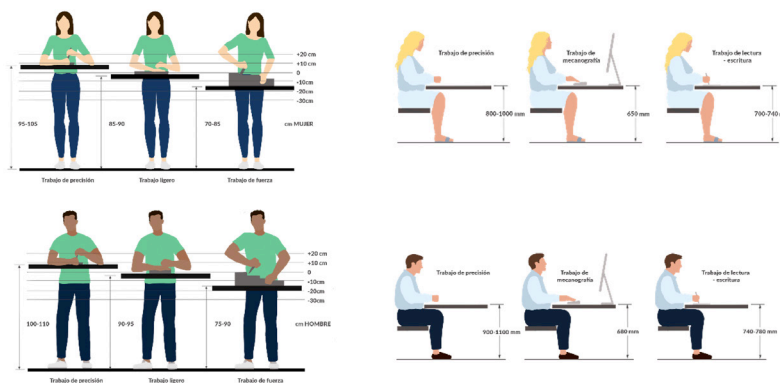 +20 cm
+10 cm
0
-10cm
-20cm
-30cm
95-105
85-90
70-85
cm MUJER
Trabajo de precisión
Trabajo ligero
Trabajo de fuerza
Trabajo de precisión
800-1000 mm
Trabajo de
mecanografía
650 mm
Trabajo de lectura
- escritura
700-740
+20 cm
+10 cm
0
-10cm
-20cm
-30cm
100-110
90-95
75-90
cm HOMBRE
Trabajo de precisión
Trabajo ligero
Trabajo de fuerza
Trabajo de precisión
900-1100 mm
Trabajo de
mecanografía
680 mm
Trabajo de lectura
- escritura
740-780 mm